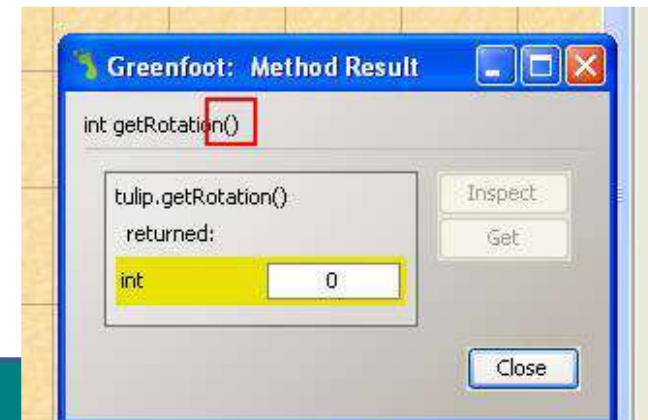 Greenfoot: Method Result
int getRotation()
tulip.getRotation()
returned:
int 0
Inspect
Get
Close